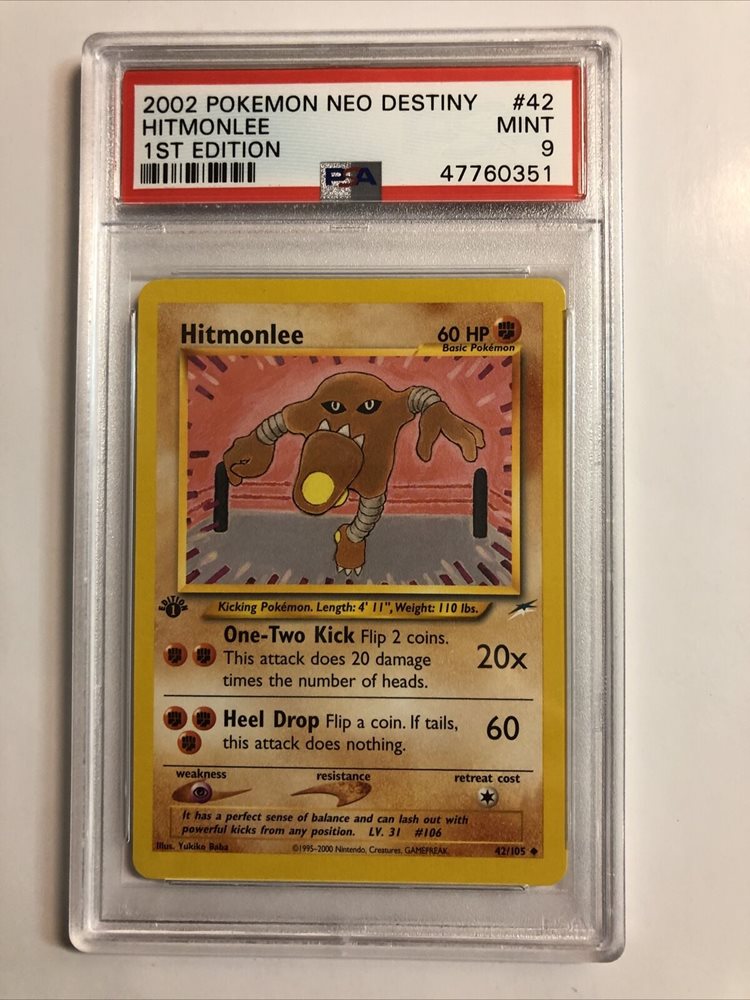 2002 POKEMON NEO DESTINY #42
HITMONLEE MINT
1ST EDITION 9
PSA 47760351
Hitmonlee 60 HP
Basic Pokémon
EDITION
1
Kicking Pokémon. Length: 4' 11", Weight: 110 lbs.
One-Two Kick Flip 2 coins.
This attack does 20 damage 20x
times the number of heads.
Heel Drop Flip a coin. If tails, 60
this attack does nothing.
weakness resistance retreat cost
It has a perfect sense of balance and can lash out with
powerful kicks from any position. LV. 31 #106
Illus. Yukiko Baba ©1995-2000 Nintendo, Creatures, GAMEFREAK. 42/105